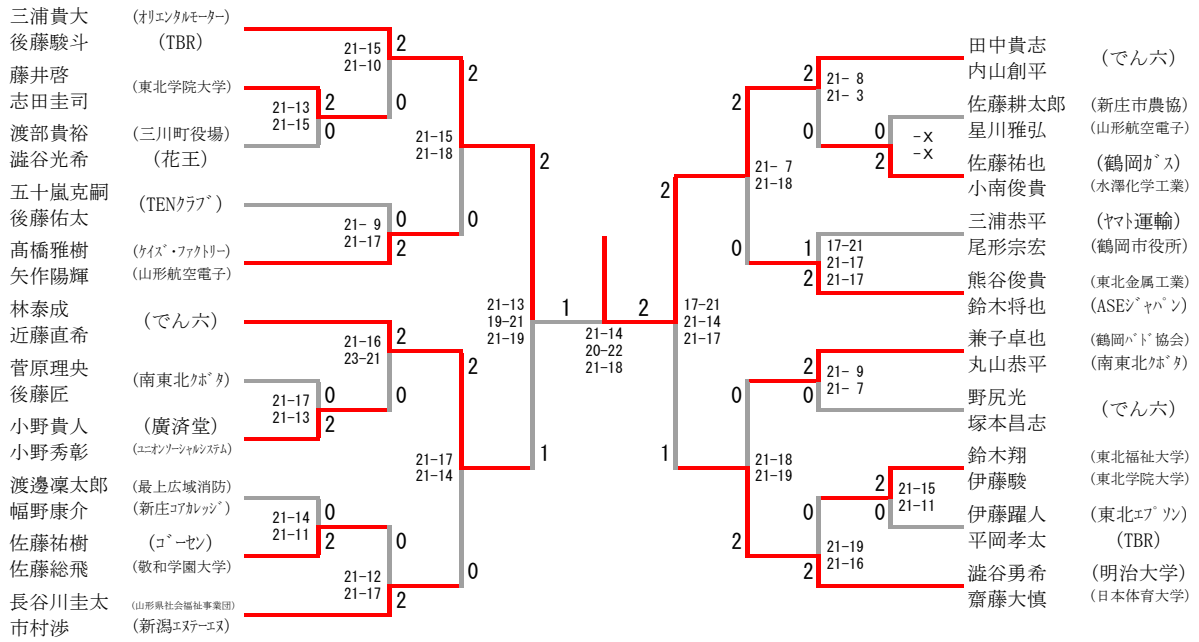 三浦貴大 (ｵﾘｴﾝﾀﾙﾓｰﾀｰ)
後藤駿斗 (TBR)
藤井啓
志田圭司 (東北学院大学)
渡部貴裕 (三川町役場)
澁谷光希 (花王)
五十嵐克嗣
後藤佑太 (TENｸﾗﾌﾞ)
髙橋雅樹 (ｹｲｽﾞ･ﾌｧｸﾄﾘｰ)
矢作陽輝 (山形航空電子)
林泰成
近藤直希 (でん六)
菅原理央
後藤匠 (南東北ｸﾎﾞﾀ)
小野貴人 (廣済堂)
小野秀彰 (ﾕﾆｵﾝｿｰｼｬﾙｼｽﾃﾑ)
渡邊凜太郎 (最上広域消防)
幅野康介 (新庄ｺｱｶﾚｯｼﾞ)
佐藤祐樹 (ｺﾞｰｾﾝ)
佐藤総飛 (敬和学園大学)
長谷川圭太 (山形県社会福祉事業団)
市村渉 (新潟ｴﾇﾃｰｴﾇ)
21-15
21-10
2
0
21-13
21-15
2
0
21-15
21-18
2
0
21- 9
21-17
0
2
21-13
19-21
21-19
2
1
21-16
23-21
2
0
21-17
21-13
0
2
21-17
21-14
2
0
21-14
21-11
0
2
21-12
21-17
0
2
1
2
21-14
20-22
21-18
17-21
21-14
21-17
2
1
21- 7
21-18
2
0
21- 8
21- 3
2
0
-X
-X
0
2
17-21
21-17
21-17
1
2
21-18
21-19
0
2
21- 9
21- 7
2
0
21-15
21-11
2
0
21-19
21-16
0
2
田中貴志
内山創平 (でん六)
佐藤耕太郎 (新庄市農協)
星川雅弘 (山形航空電子)
佐藤祐也 (鶴岡ｶﾞｽ)
小南俊貴 (水澤化学工業)
三浦恭平 (ﾔﾏﾄ運輸)
尾形宗宏 (鶴岡市役所)
熊谷俊貴 (東北金属工業)
鈴木将也 (ASEｼﾞｬﾊﾟﾝ)
兼子卓也 (鶴岡ﾊﾞﾄﾞ協会)
丸山恭平 (南東北ｸﾎﾞﾀ)
野尻光
塚本昌志 (でん六)
鈴木翔 (東北福祉大学)
伊藤駿 (東北学院大学)
伊藤躍人 (東北ｴﾌﾟｿﾝ)
平岡孝太 (TBR)
澁谷勇希 (明治大学)
齋藤大慎 (日本体育大学)